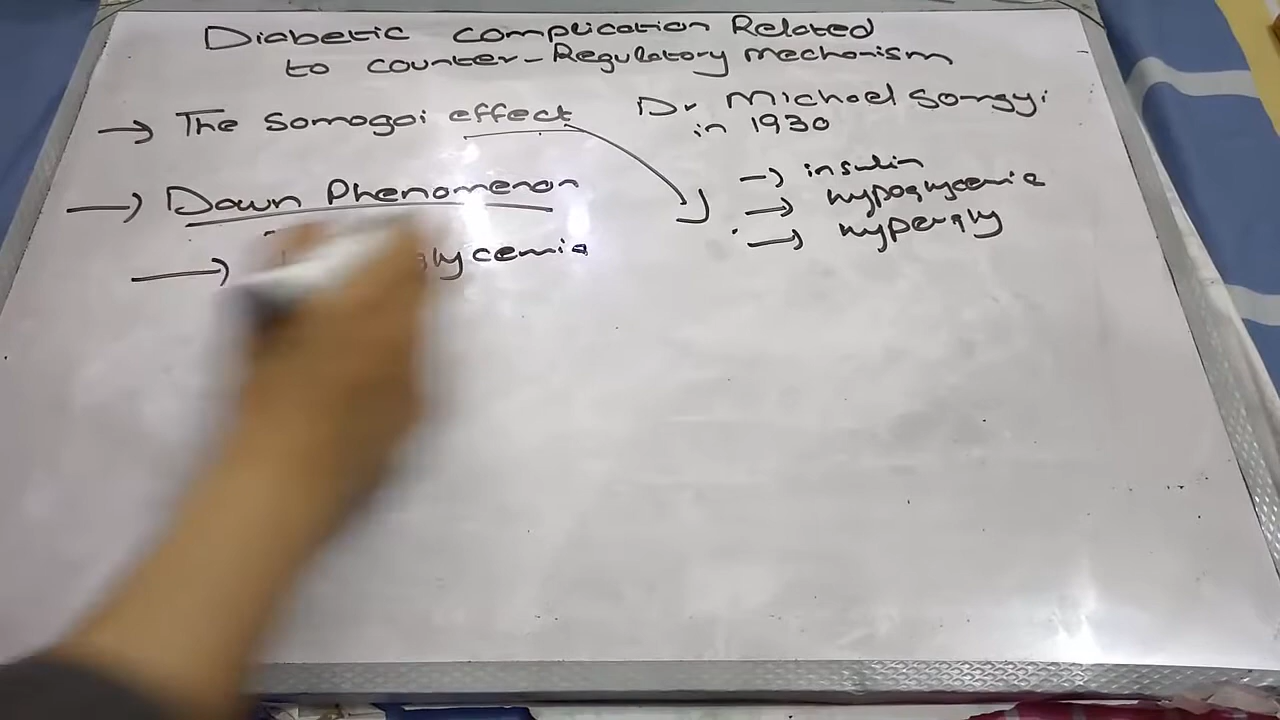 Diabetic complication Related
to counter-Regulatory mechanism
→ The Somogoi effect
Dr Michael Somgyi
in 1930
→ insulin
→ hypoglycemia
→ hypergly
→ Dawn Phenomenon
→ glycemia